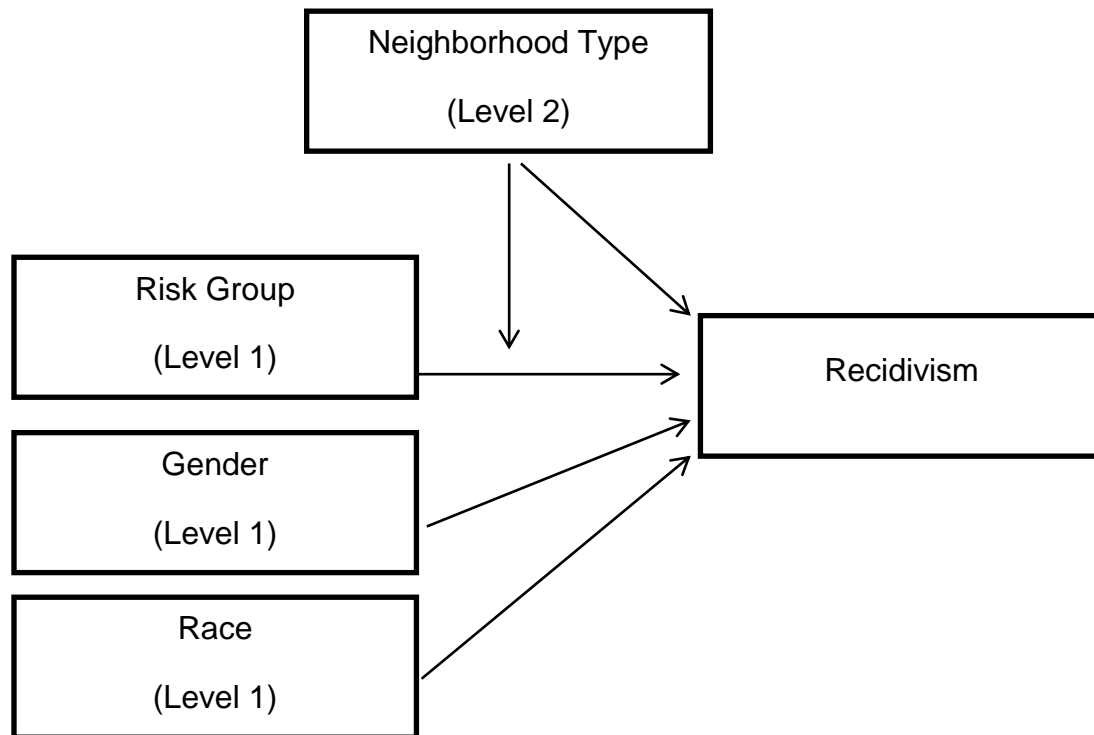 Neighborhood Type
(Level 2)
Risk Group
(Level 1)
Recidivism
Gender
(Level 1)
Race
(Level 1)